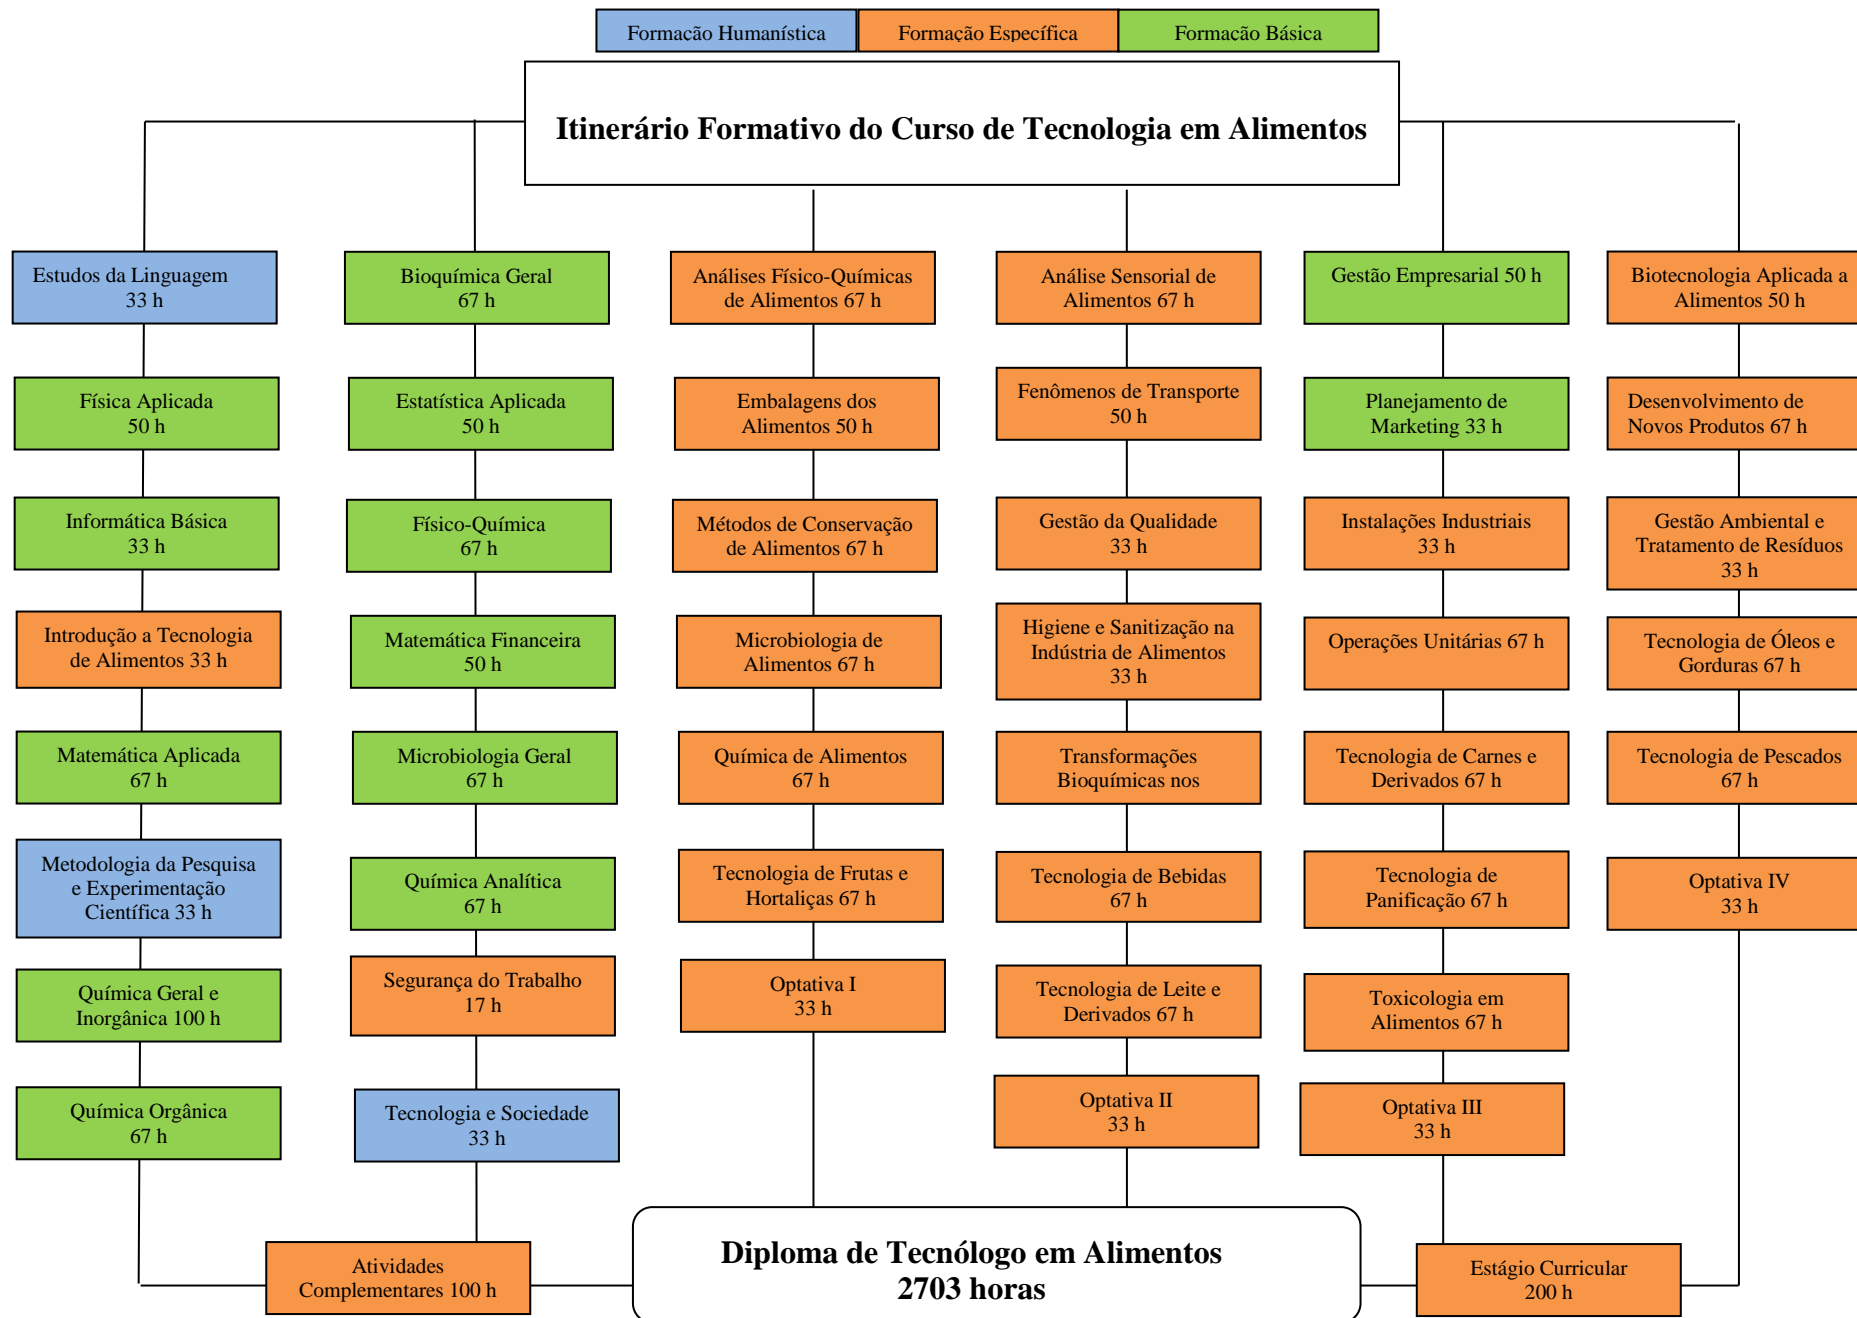 Formação Humanística
Formação Específica
Formação Básica
Itinerário Formativo do Curso de Tecnologia em Alimentos
Estudos da Linguagem
33 h
Física Aplicada
50 h
Informática Básica
33 h
Introdução a Tecnologia
de Alimentos 33 h
Matemática Aplicada
67 h
Metodologia da Pesquisa
e Experimentação
Científica 33 h
Química Geral e
Inorgânica 100 h
Química Orgânica
67 h
Bioquímica Geral
67 h
Estatística Aplicada
50 h
Físico-Química
67 h
Matemática Financeira
50 h
Microbiologia Geral
67 h
Química Analítica
67 h
Segurança do Trabalho
17 h
Tecnologia e Sociedade
33 h
Análises Físico-Químicas
de Alimentos 67 h
Embalagens dos
Alimentos 50 h
Métodos de Conservação
de Alimentos 67 h
Microbiologia de
Alimentos 67 h
Química de Alimentos
67 h
Tecnologia de Frutas e
Hortaliças 67 h
Optativa I
33 h
Análise Sensorial de
Alimentos 67 h
Fenômenos de Transporte
50 h
Gestão da Qualidade
33 h
Higiene e Sanitização na
Indústria de Alimentos
33 h
Transformações
Bioquímicas nos
Tecnologia de Bebidas
67 h
Tecnologia de Leite e
Derivados 67 h
Optativa II
33 h
Gestão Empresarial 50 h
Planejamento de
Marketing 33 h
Instalações Industriais
33 h
Operações Unitárias 67 h
Tecnologia de Carnes e
Derivados 67 h
Tecnologia de
Panificação 67 h
Toxicologia em
Alimentos 67 h
Optativa III
33 h
Biotecnologia Aplicada a
Alimentos 50 h
Desenvolvimento de
Novos Produtos 67 h
Gestão Ambiental e
Tratamento de Resíduos
33 h
Tecnologia de Óleos e
Gorduras 67 h
Tecnologia de Pescados
67 h
Optativa IV
33 h
Atividades
Complementares 100 h
Diploma de Tecnólogo em Alimentos
2703 horas
Estágio Curricular
200 h